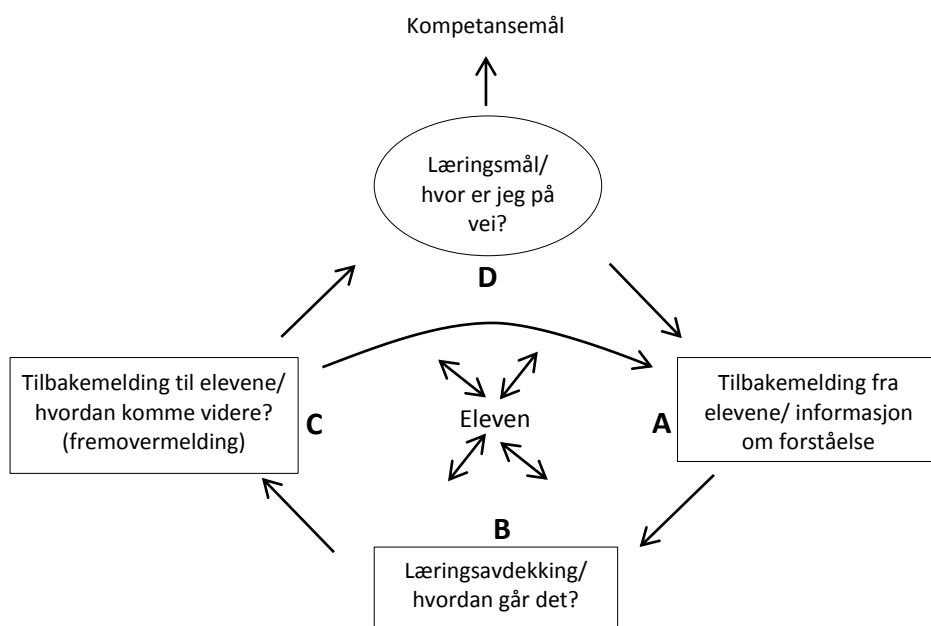 Kompetansemål
Læringsmål/
hvor er jeg på
vei?
D
Tilbakemelding til elevene/
hvordan komme videre?
(fremovermelding)
C
Eleven
A
Tilbakemelding fra
elevene/ informasjon
om forståelse
B
Læringsavdekking/
hvordan går det?